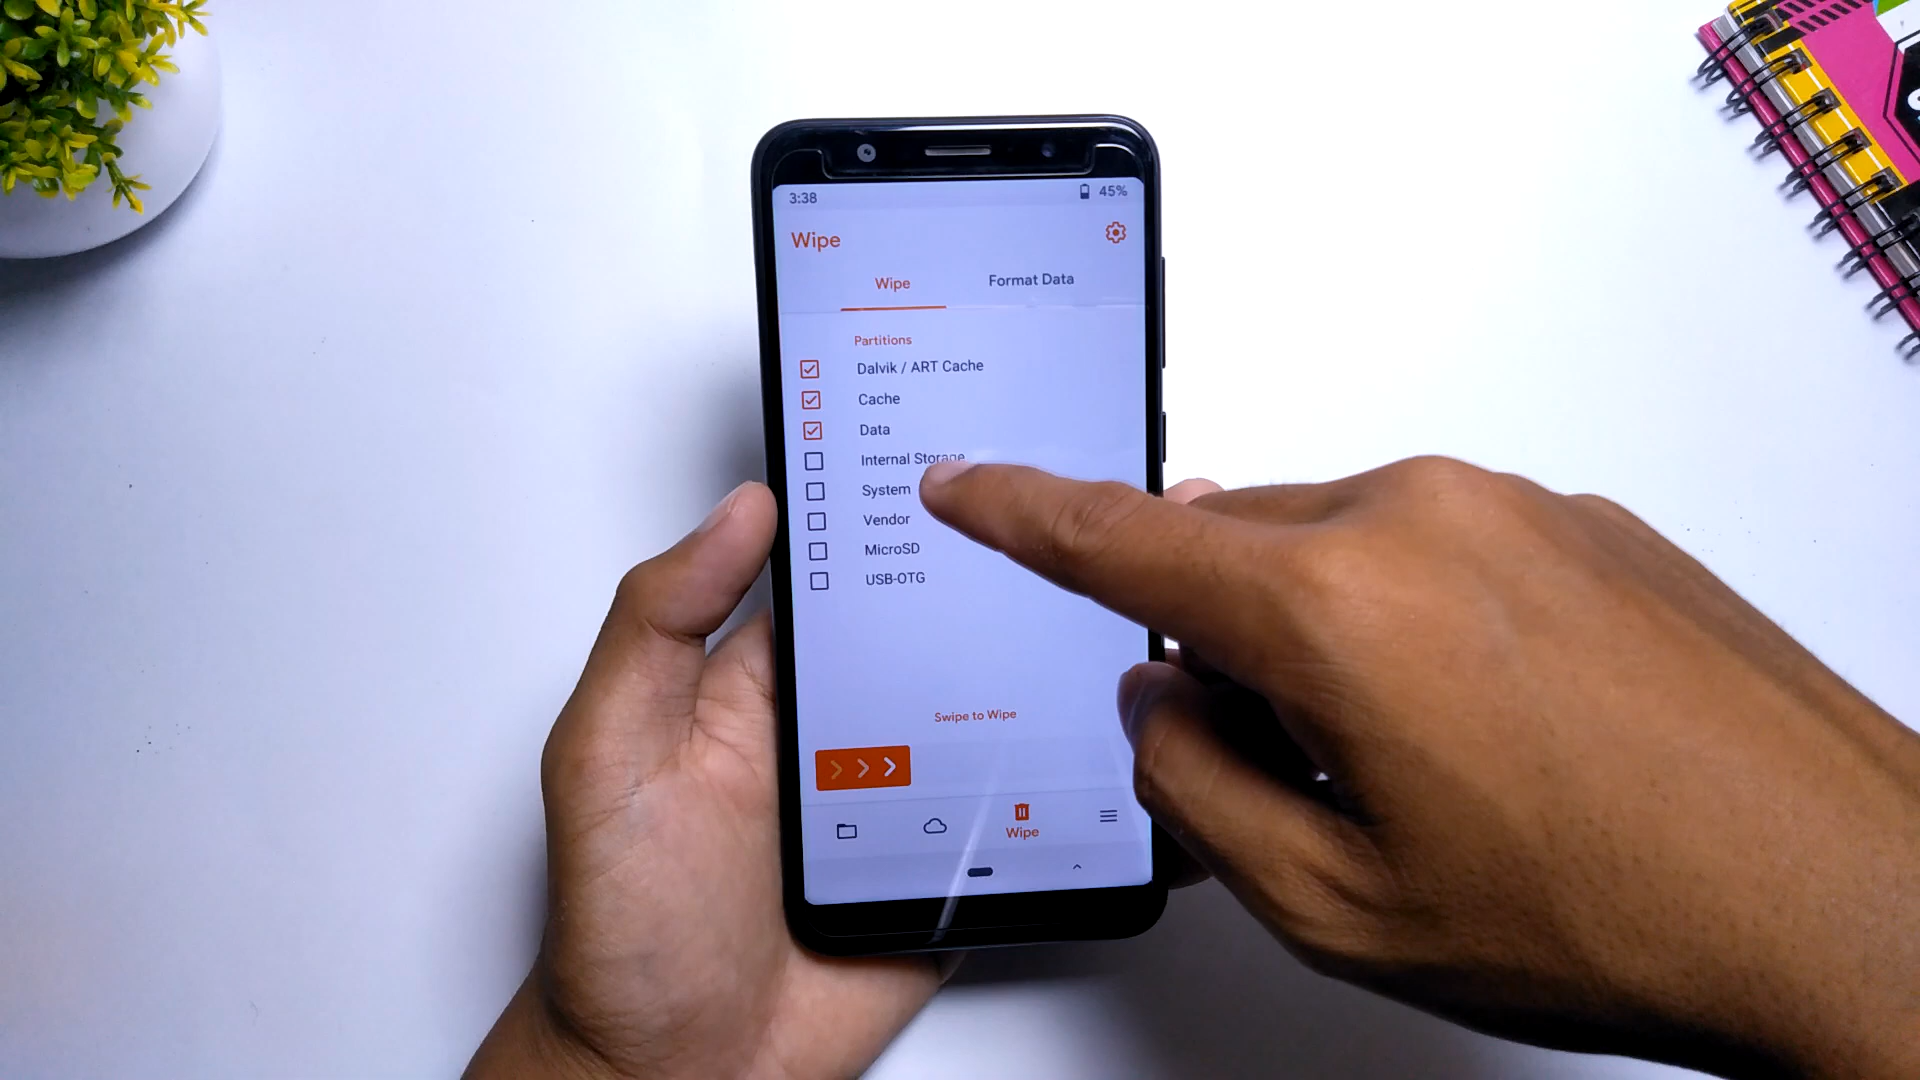 3:38
45%
Wipe
Wipe
Format Data
Partitions
Dalvik / ART Cache
Cache
Data
Internal Storage
System
Vendor
MicroSD
USB-OTG
Swipe to Wipe
Wipe